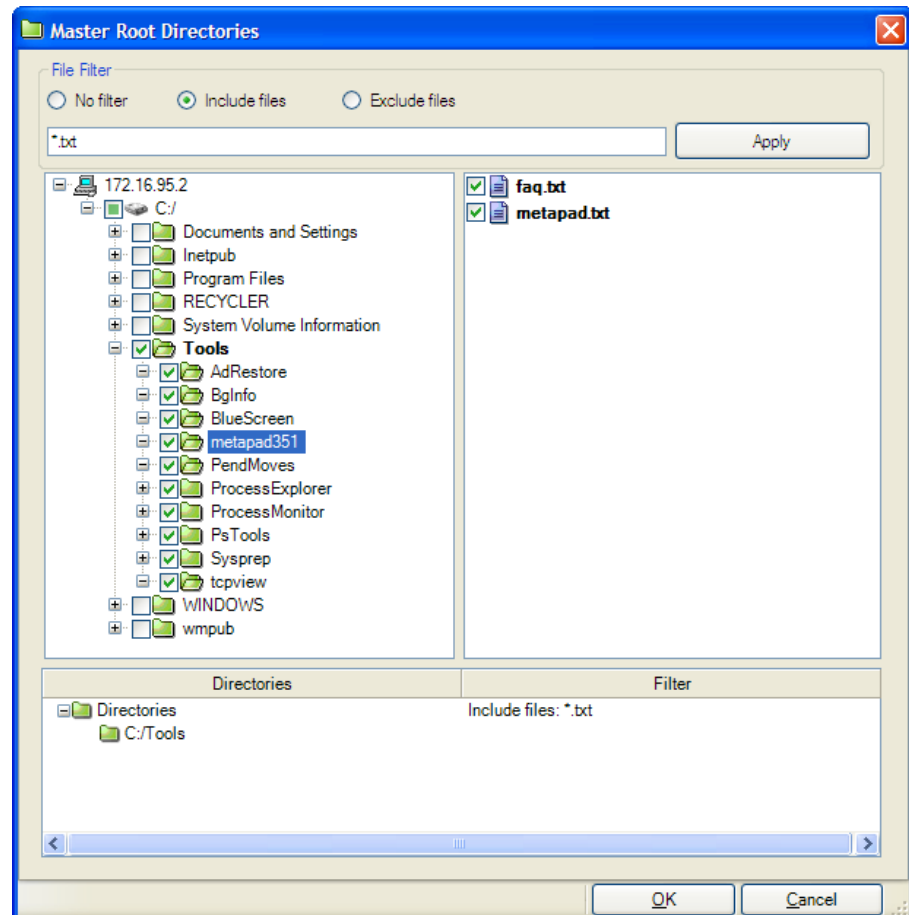 Master Root Directories
File Filter
No filter Include files Exclude files
*.txt Apply
172.16.95.2
C:/
Documents and Settings
Inetpub
Program Files
RECYCLER
System Volume Information
Tools
AdRestore
BgInfo
BlueScreen
metapad351
PendMoves
ProcessExplorer
ProcessMonitor
PsTools
Sysprep
tcpview
WINDOWS
wmpub
faq.txt
metapad.txt
Directories Filter
Directories Include files: *.txt
C:/Tools
OK Cancel